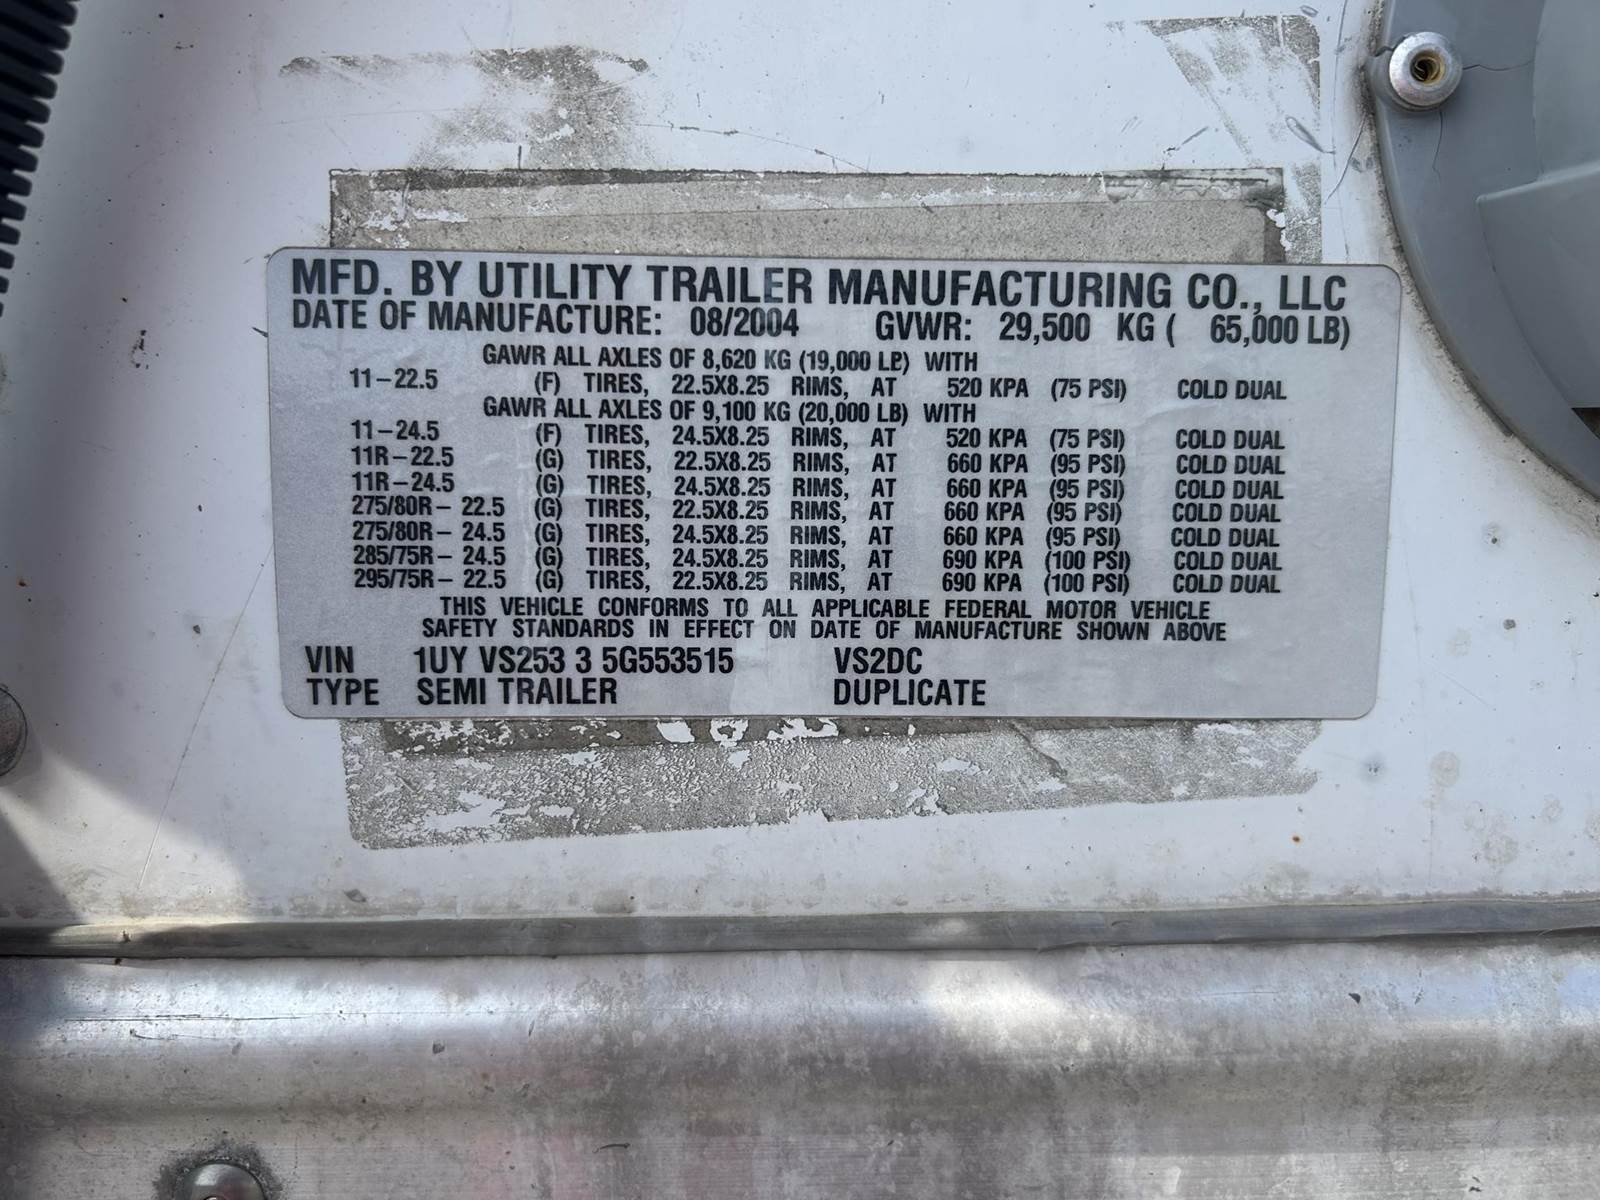 MFD. BY UTILITY TRAILER MANUFACTURING CO., LLC
DATE OF MANUFACTURE: 08/2004 GVWR: 29,500 KG ( 65,000 LB)
GAWR ALL AXLES OF 8,620 KG (19,000 LB) WITH
11-22.5 (F) TIRES, 22.5X8.25 RIMS, AT 520 KPA (75 PSI) COLD DUAL
GAWR ALL AXLES OF 9,100 KG (20,000 LB) WITH
11-24.5 (F) TIRES, 24.5X8.25 RIMS, AT 520 KPA (75 PSI) COLD DUAL
11R-22.5 (G) TIRES, 22.5X8.25 RIMS, AT 660 KPA (95 PSI) COLD DUAL
11R-24.5 (G) TIRES, 24.5X8.25 RIMS, AT 660 KPA (95 PSI) COLD DUAL
275/80R- 22.5 (G) TIRES, 22.5X8.25 RIMS, AT 660 KPA (95 PSI) COLD DUAL
275/80R- 24.5 (G) TIRES, 24.5X8.25 RIMS, AT 660 KPA (95 PSI) COLD DUAL
285/75R- 24.5 (G) TIRES, 24.5X8.25 RIMS, AT 690 KPA (100 PSI) COLD DUAL
295/75R- 22.5 (G) TIRES, 22.5X8.25 RIMS, AT 690 KPA (100 PSI) COLD DUAL
THIS VEHICLE CONFORMS TO ALL APPLICABLE FEDERAL MOTOR VEHICLE
SAFETY STANDARDS IN EFFECT ON DATE OF MANUFACTURE SHOWN ABOVE
VIN 1UY VS253 3 5G553515 VS2DC
TYPE SEMI TRAILER DUPLICATE